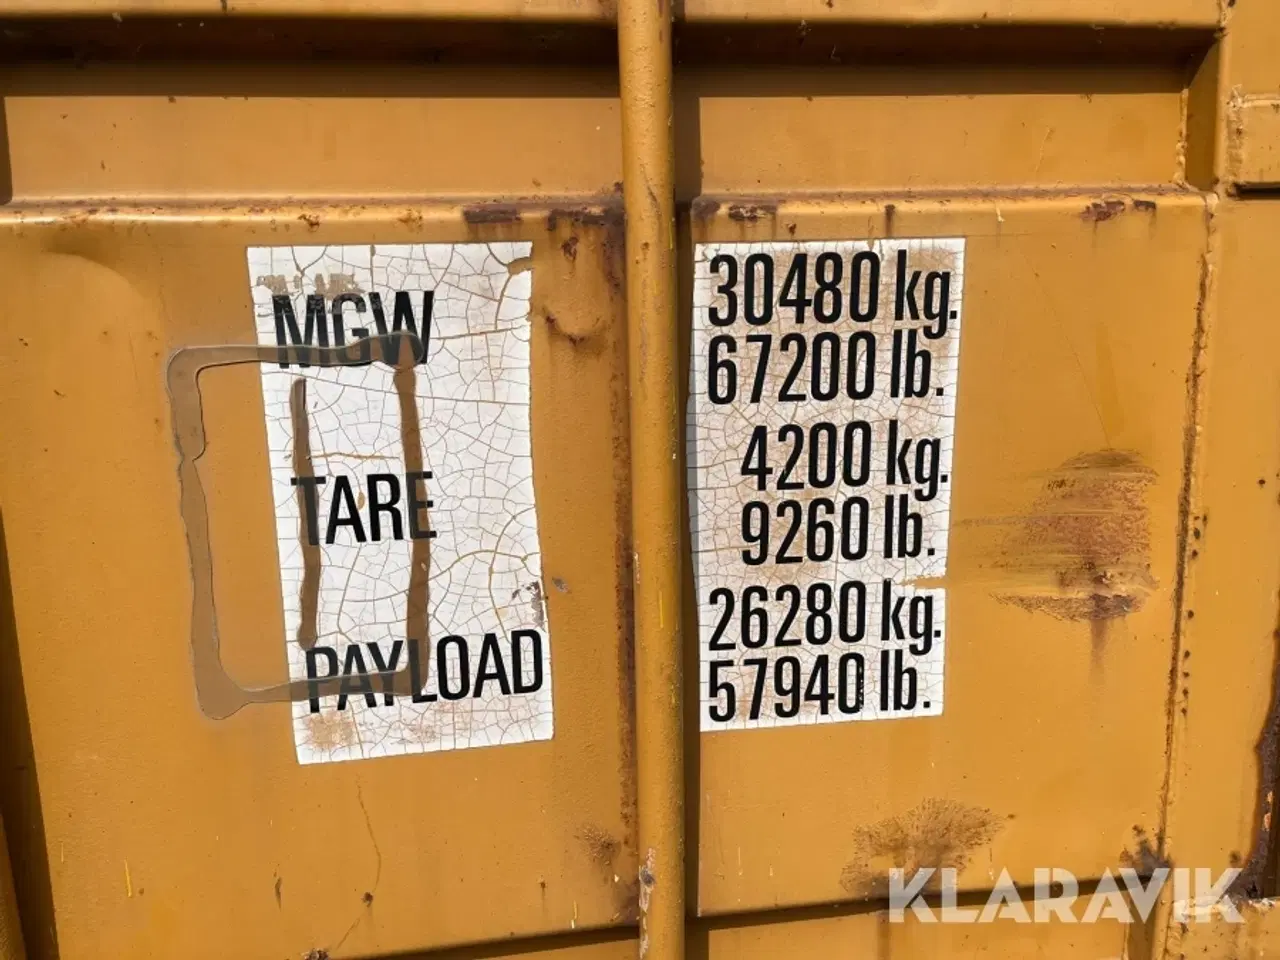 MGW
30480 kg.
67200 lb.
TARE
4200 kg.
9260 lb.
PAYLOAD
26280 kg.
57940 lb.
KLARAVIK